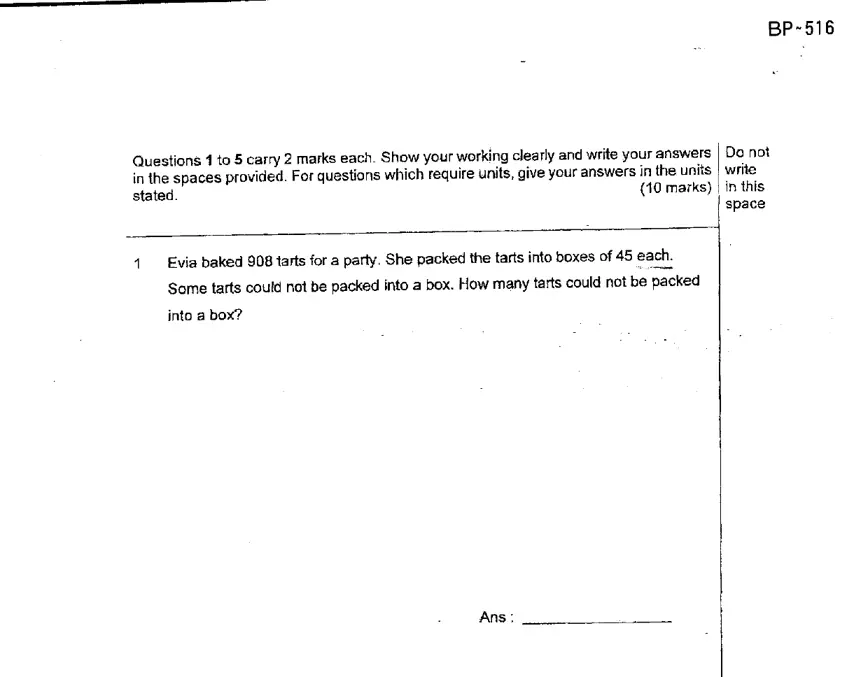 BP-516
Questions 1 to 5 carry 2 marks each. Show your working clearly and write your answers
in the spaces provided. For questions which require units, give your answers in the units
stated. (10 marks)
Do not
write
in this
space
1 Evia baked 908 tarts for a party. She packed the tarts into boxes of 45 each.
Some tarts could not be packed into a box. How many tarts could not be packed
into a box?
Ans : ____________